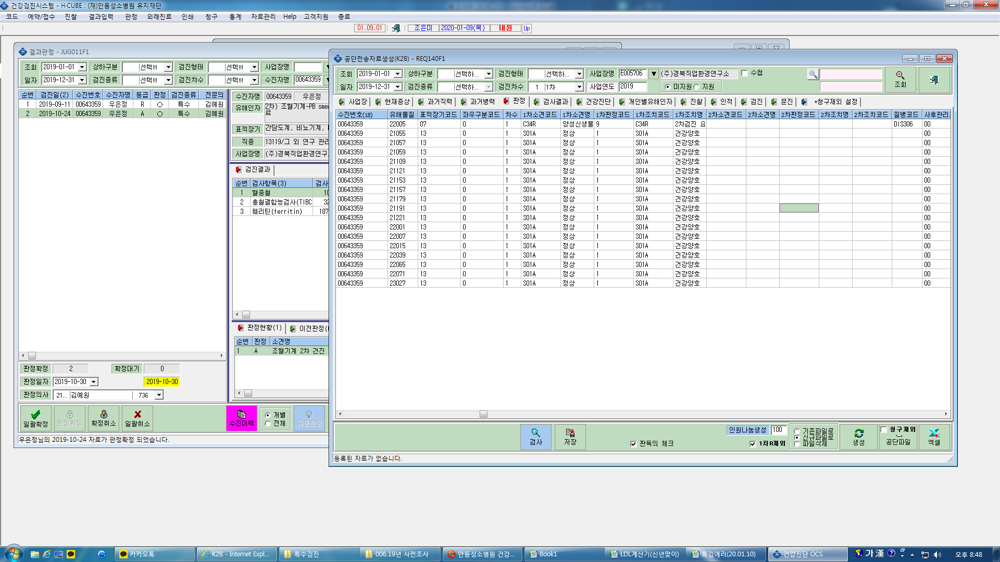 건강검진시스템 - H-CUBE : (재)안동성소병원 유지재단
코드 예약/접수 진찰 결과입력 판정 외래진료 인쇄 청구 통계 자료관리 Help 고객지원 종료
01.09.01 조은미 2020-01-09(목) 내원 Up
결과판정 - JUG011F1
조회 2019-01-01 상하구분 |선택!!! 검진형태 |선택!!! 사업장명
일자 2019-12-31 검진종류 |선택!!! 검진차수 |선택!!! 수진자명 00643359
순번 검진일(2) 수진번호 수진자명 등급 판정 검진종류 전문의
1 2019-09-11 00643359 우은정 R ○ 특수 김예원
2 2019-10-24 00643359 우은정 A ○ 특수 김예원
수진자명 00643359 우은정
유해인자 2차) 조혈기계-PB sme
료
표적장기 간담도계, 비뇨기계,
직종 13119/그 외 연구 관리
사업장명 (주)경북직업환경연구
검진결과
순번 검사항목(3) 검사
1 혈중철 10
2 총철결합능검사(TIBC 32
3 훼리틴(ferritin) 187
판정현황(1) 이전판정(
순번 판정 소견명
1 A 조혈기계 2차 건진
판정확정 2 확정대기 0
판정일자 2019-10-30 2019-10-30
판정의사 21... |김예원 | 736
일괄확정 판정확정 확정취소 일괄취소 수진이력 개별 전체 자동판정
우은정님의 2019-10-24 자료가 판정확정 되었습니다.
공단전송자료생성(K2B) - REQ140F1
조회 2019-01-01 상하구분 |선택하... 검진형태 |선택하... 사업장명 E005706 (주)경북직업환경연구소 수첩
일자 2019-12-31 검진종류 |선택하... 검진차수 1 |1차 사업연도 2019 미지원 지원
조회
사업장 현재증상 과거직력 과거병력 판정 검사결과 건강진단 개인별유해인자 진찰 인적 검진 문진 *청구제외 설정
수진번호(18) 유해물질 표적장기코드 좌우구분코드 차수 1차소견코드 1차소견명 1차판정코드 1차조치코드 1차조치명 2차소견코드 2차소견명 2차판정코드 2차조치명 2차조치코드 질병코드 사후관리
00643359 22005 07 0 1 C34R 양성신생물 9 C34R 2차검진 요 DIS306 00
00643359 21055 13 0 1 S01A 정상 1 S01A 건강양호 00
00643359 21057 13 0 1 S01A 정상 1 S01A 건강양호 00
00643359 21059 13 0 1 S01A 정상 1 S01A 건강양호 00
00643359 21109 13 0 1 S01A 정상 1 S01A 건강양호 00
00643359 21121 13 0 1 S01A 정상 1 S01A 건강양호 00
00643359 21153 13 0 1 S01A 정상 1 S01A 건강양호 00
00643359 21157 13 0 1 S01A 정상 1 S01A 건강양호 00
00643359 21179 13 0 1 S01A 정상 1 S01A 건강양호 00
00643359 21191 13 0 1 S01A 정상 1 S01A 건강양호 00
00643359 21221 13 0 1 S01A 정상 1 S01A 건강양호 00
00643359 22001 13 0 1 S01A 정상 1 S01A 건강양호 00
00643359 22007 13 0 1 S01A 정상 1 S01A 건강양호 00
00643359 22015 13 0 1 S01A 정상 1 S01A 건강양호 00
00643359 22039 13 0 1 S01A 정상 1 S01A 건강양호 00
00643359 22065 13 0 1 S01A 정상 1 S01A 건강양호 00
00643359 22071 13 0 1 S01A 정상 1 S01A 건강양호 00
00643359 23027 13 0 1 S01A 정상 1 S01A 건강양호 00
검사 저장 판독의 체크 인원나눔생성 100 1차R제외
기존파일로
신규파일로
파일삭제
생성 청구제외 공단파일 엑셀
등록된 자료가 없습니다.
카카오톡 K2B - Internet Expl... 특수검진 006.19년 사전조사 안동성소병원 건강... Book1 LDL계산기(신년맞이) 특검에러(20.01.10) 건강진단 OCS 가 漢 오후 8:48